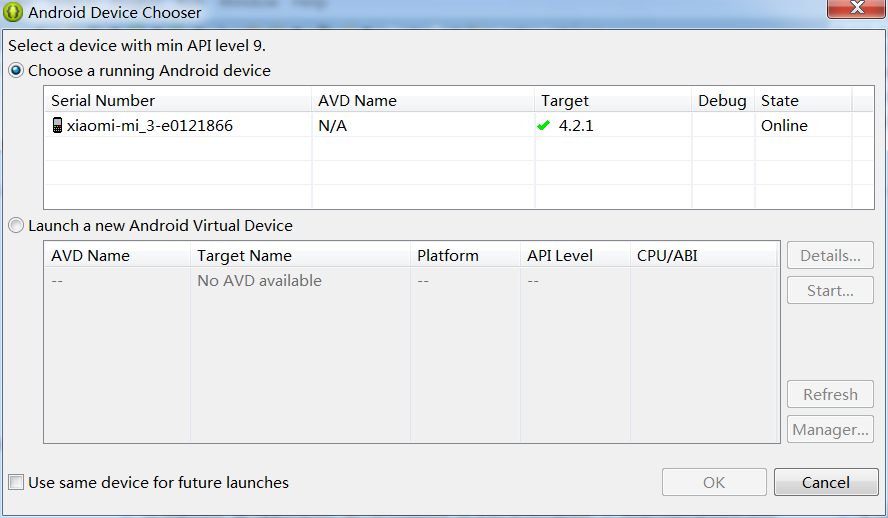 Android Device Chooser
Select a device with min API level 9.
Choose a running Android device
Serial Number AVD Name Target Debug State
xiaomi-mi_3-e0121866 N/A 4.2.1 Online
Launch a new Android Virtual Device
AVD Name Target Name Platform API Level CPU/ABI
-- No AVD available -- --
Details...
Start...
Refresh
Manager...
Use same device for future launches
OK Cancel